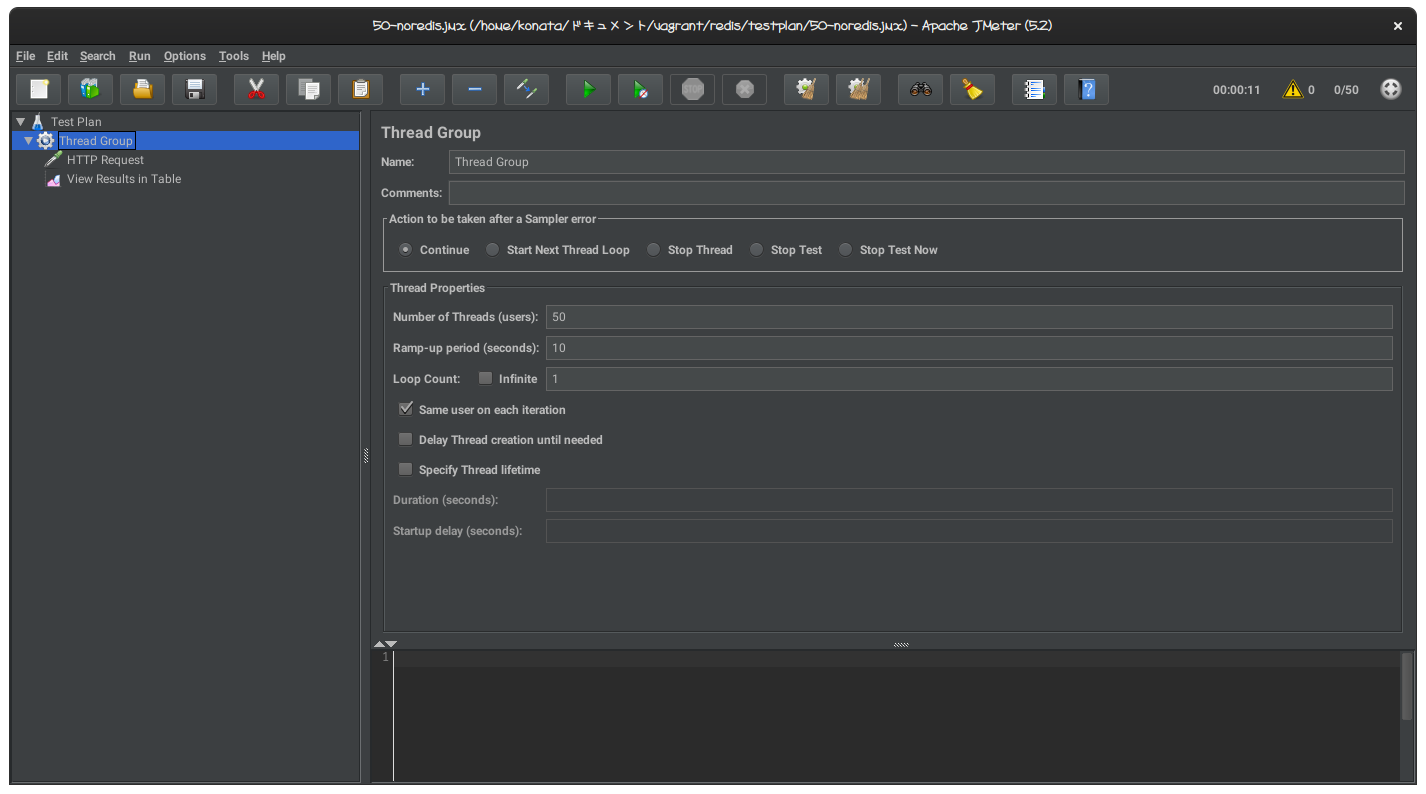 50-noredis.jmx (/home/konata/ドキュメント/vagrant/redis/testplan/50-noredis.jmx) - Apache JMeter (5.2)
File Edit Search Run Options Tools Help
STOP
00:00:11 0 0/50
Test Plan
Thread Group
HTTP Request
View Results in Table
Thread Group
Name: Thread Group
Comments:
Action to be taken after a Sampler error
Continue Start Next Thread Loop Stop Thread Stop Test Stop Test Now
Thread Properties
Number of Threads (users): 50
Ramp-up period (seconds): 10
Loop Count: Infinite 1
Same user on each iteration
Delay Thread creation until needed
Specify Thread lifetime
Duration (seconds):
Startup delay (seconds):
1